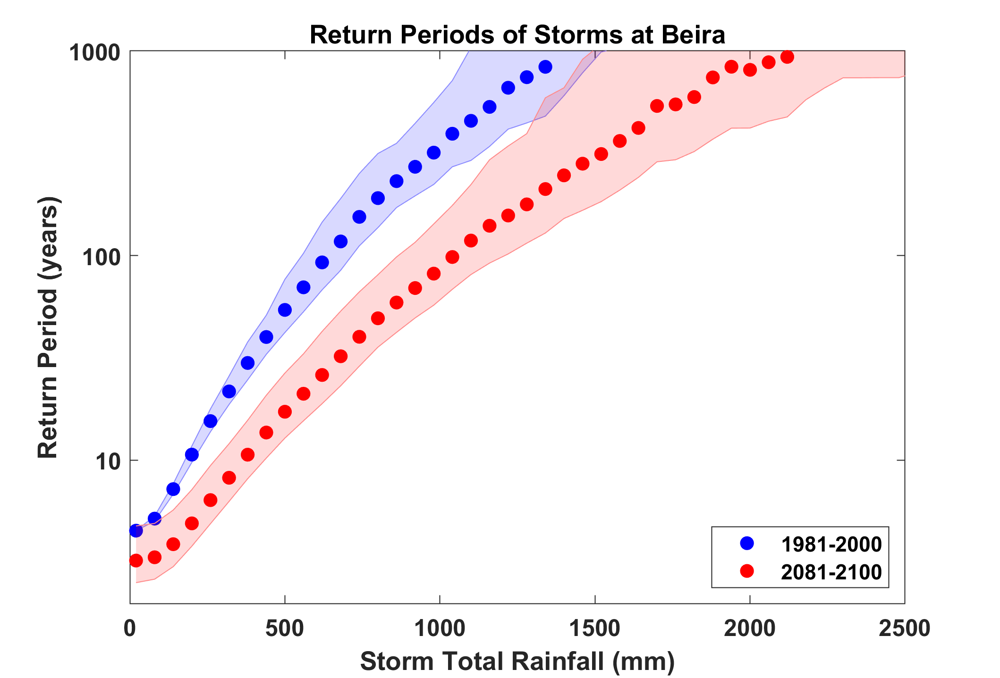 Return Periods of Storms at Beira
1000
100
10
Return Period (years)
1981-2000
2081-2100
0 500 1000 1500 2000 2500
Storm Total Rainfall (mm)